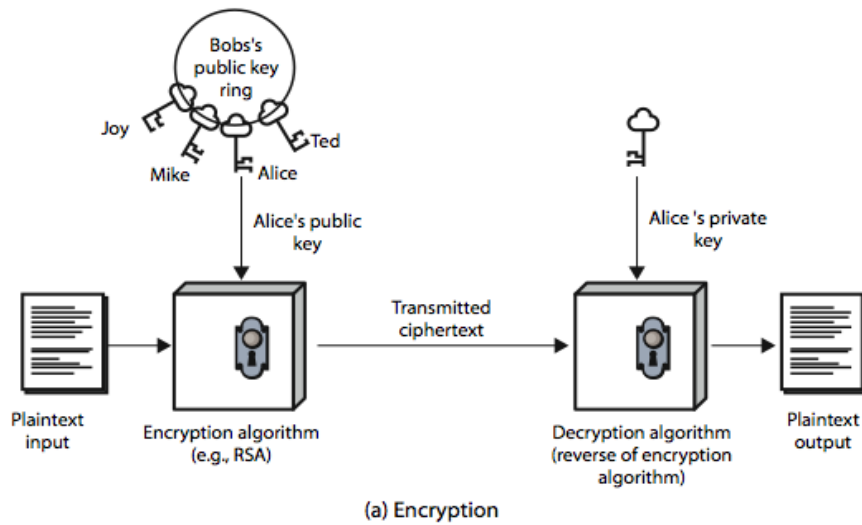 Bobs's
public key
ring
Joy
Ted
Mike
Alice
Alice's public
key
Alice 's private
key
Transmitted
ciphertext
Plaintext
input
Encryption algorithm
(e.g., RSA)
Decryption algorithm
(reverse of encryption
algorithm)
Plaintext
output
(a) Encryption